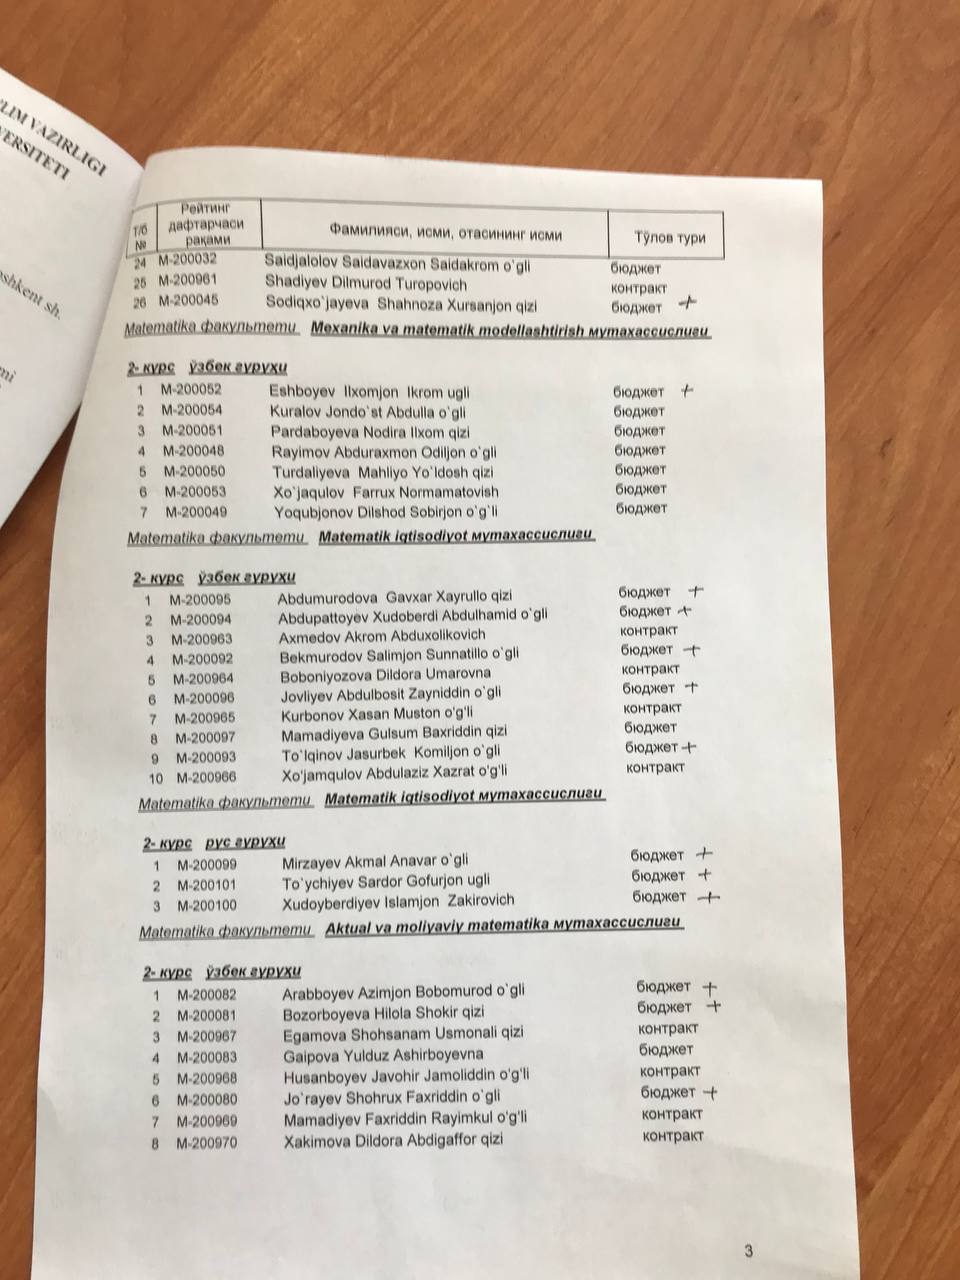 LIM VAZIRLIGI
VERSITETI
shkent sh.
mi
Т/б № Рейтинг дафтарчаси рақами Фамилияси, исми, отасининг исми Тўлов тури
24 M-200032 Saidjalolov Saidavazxon Saidakrom o`gli бюджет
25 M-200961 Shadiyev Dilmurod Turopovich контракт
26 M-200045 Sodiqxo`jayeva Shahnoza Xursanjon qizi бюджет +
Matematika факультети Mexanika va matematik modellashtirish мутахассислиги
2- курс ўзбек гурухи
1 M-200052 Eshboyev Ilxomjon Ikrom ugli бюджет +
2 M-200054 Kuralov Jondo`st Abdulla o`gli бюджет
3 M-200051 Pardaboyeva Nodira Ilxom qizi бюджет
4 M-200048 Rayimov Abduraxmon Odiljon o`gli бюджет
5 M-200050 Turdaliyeva Mahliyo Yo`ldosh qizi бюджет
6 M-200053 Xo`jaqulov Farrux Normamatovish бюджет
7 M-200049 Yoqubjonov Dilshod Sobirjon o`g`li бюджет
Matematika факультети Matematik iqtisodiyot мутахассислиги
2- курс ўзбек гурухи
1 M-200095 Abdumurodova Gavxar Xayrullo qizi бюджет +
2 M-200094 Abdupattoyev Xudoberdi Abdulhamid o`gli бюджет +
3 M-200963 Axmedov Akrom Abduxolikovich контракт
4 M-200092 Bekmurodov Salimjon Sunnatillo o`gli бюджет +
5 M-200964 Boboniyozova Dildora Umarovna контракт
6 M-200096 Jovliyev Abdulbosit Zayniddin o`gli бюджет +
7 M-200965 Kurbonov Xasan Muston o'g'li контракт
8 M-200097 Mamadiyeva Gulsum Baxriddin qizi бюджет
9 M-200093 To`lqinov Jasurbek Komiljon o`gli бюджет +
10 M-200966 Xo'jamqulov Abdulaziz Xazrat o'g'li контракт
Matematika факультети Matematik iqtisodiyot мутахассислиги
2- курс рус гурухи
1 M-200099 Mirzayev Akmal Anavar o`gli бюджет +
2 M-200101 To`ychiyev Sardor Gofurjon ugli бюджет +
3 M-200100 Xudoyberdiyev Islamjon Zakirovich бюджет +
Matematika факультети Aktual va moliyaviy matematika мутахассислиги
2- курс ўзбек гурухи
1 M-200082 Arabboyev Azimjon Bobomurod o`gli бюджет +
2 M-200081 Bozorboyeva Hilola Shokir qizi бюджет +
3 M-200967 Egamova Shohsanam Usmonali qizi контракт
4 M-200083 Gaipova Yulduz Ashirboyevna бюджет
5 M-200968 Husanboyev Javohir Jamoliddin o'g'li контракт
6 M-200080 Jo`rayev Shohrux Faxriddin o`gli бюджет +
7 M-200969 Mamadiyev Faxriddin Rayimkul o'g'li контракт
8 M-200970 Xakimova Dildora Abdigaffor qizi контракт
3